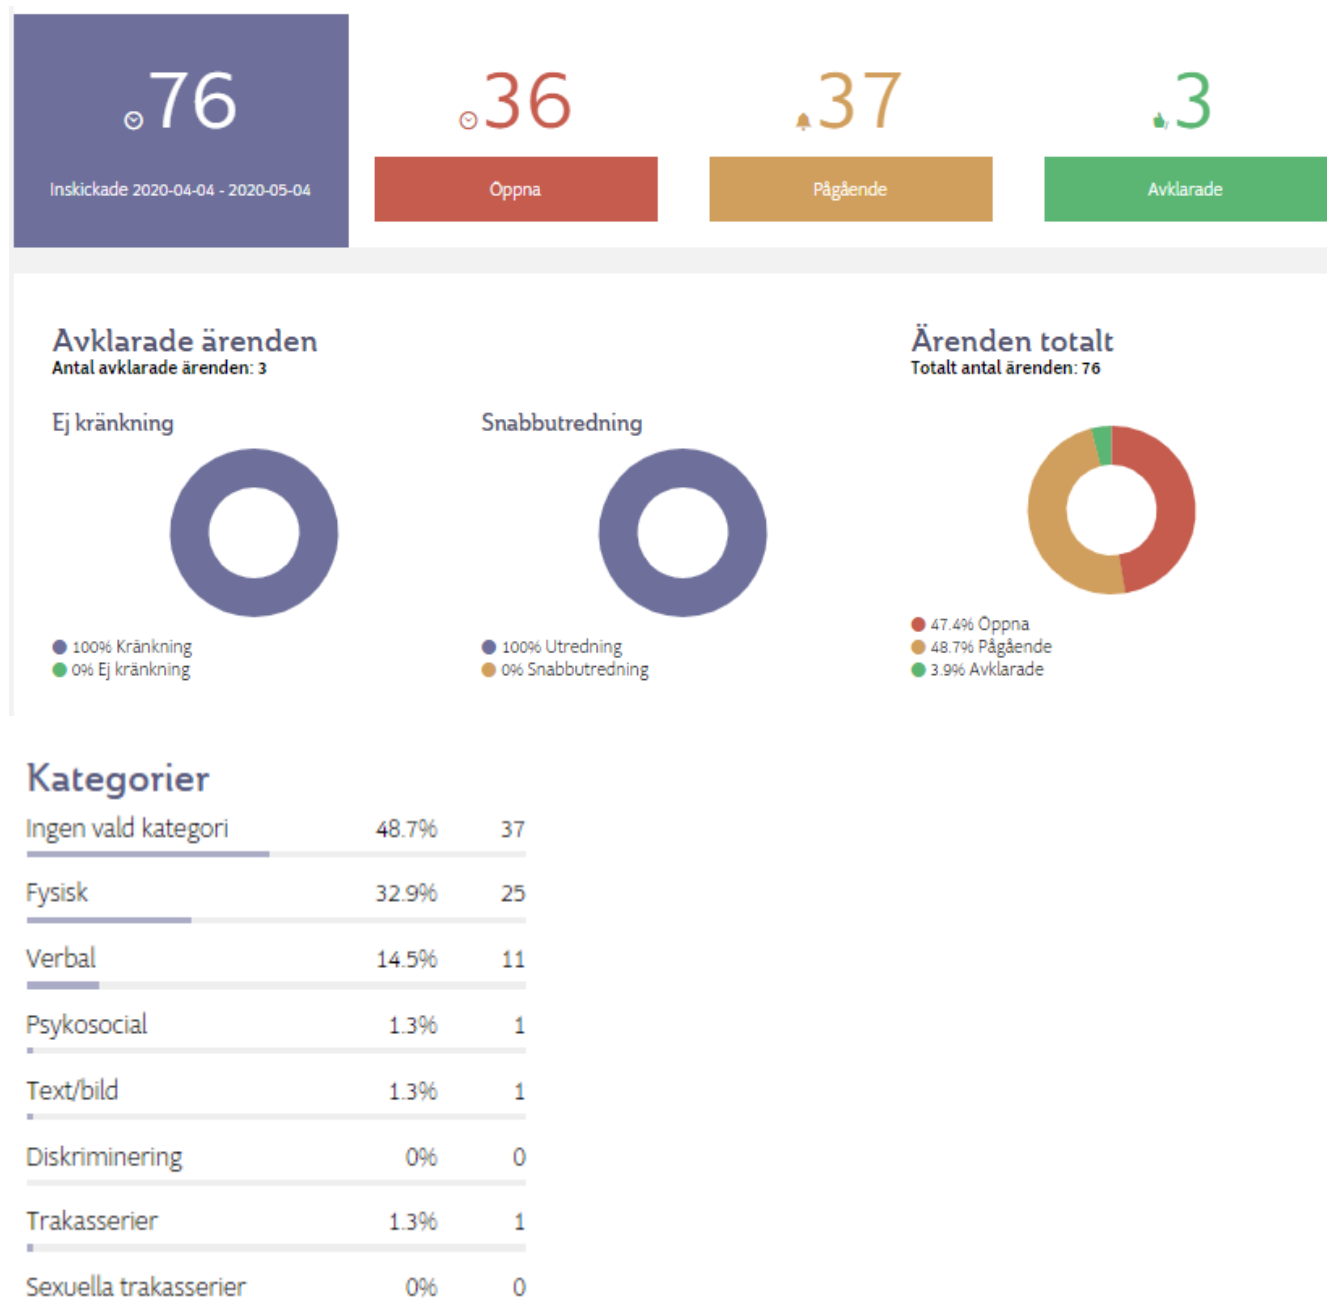 76
Inskickade 2020-04-04 - 2020-05-04
36
Öppna
37
Pågående
3
Avklarade
Avklarade ärenden
Antal avklarade ärenden: 3
Ej kränkning
100% Kränkning
0% Ej kränkning
Snabbutredning
100% Utredning
0% Snabbutredning
Ärenden totalt
Totalt antal ärenden: 76
47.4% Öppna
48.7% Pågående
3.9% Avklarade
Kategorier
Ingen vald kategori 48.7% 37
Fysisk 32.9% 25
Verbal 14.5% 11
Psykosocial 1.3% 1
Text/bild 1.3% 1
Diskriminering 0% 0
Trakasserier 1.3% 1
Sexuella trakasserier 0% 0